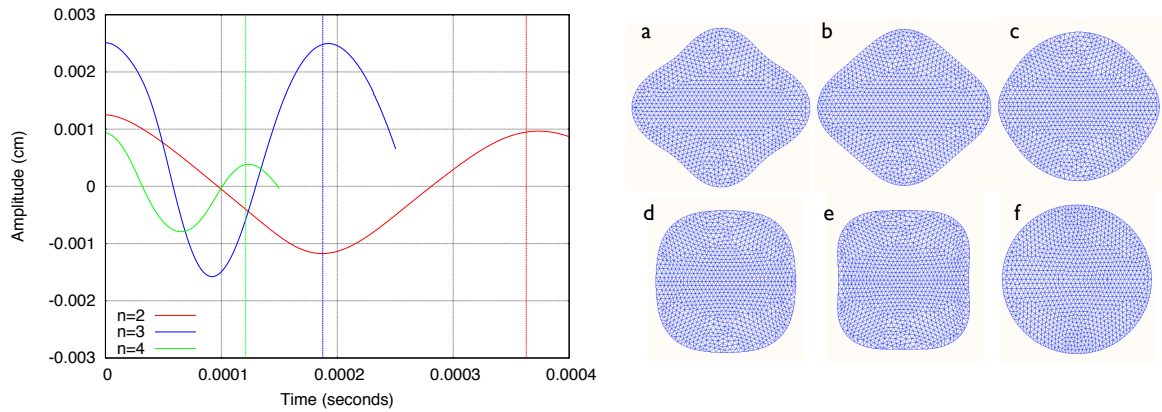 0.003
0.002
0.001
0
-0.001
-0.002
-0.003
Amplitude (cm)
n=2
n=3
n=4
0 0.0001 0.0002 0.0003 0.0004
Time (seconds)
a b c
d e f